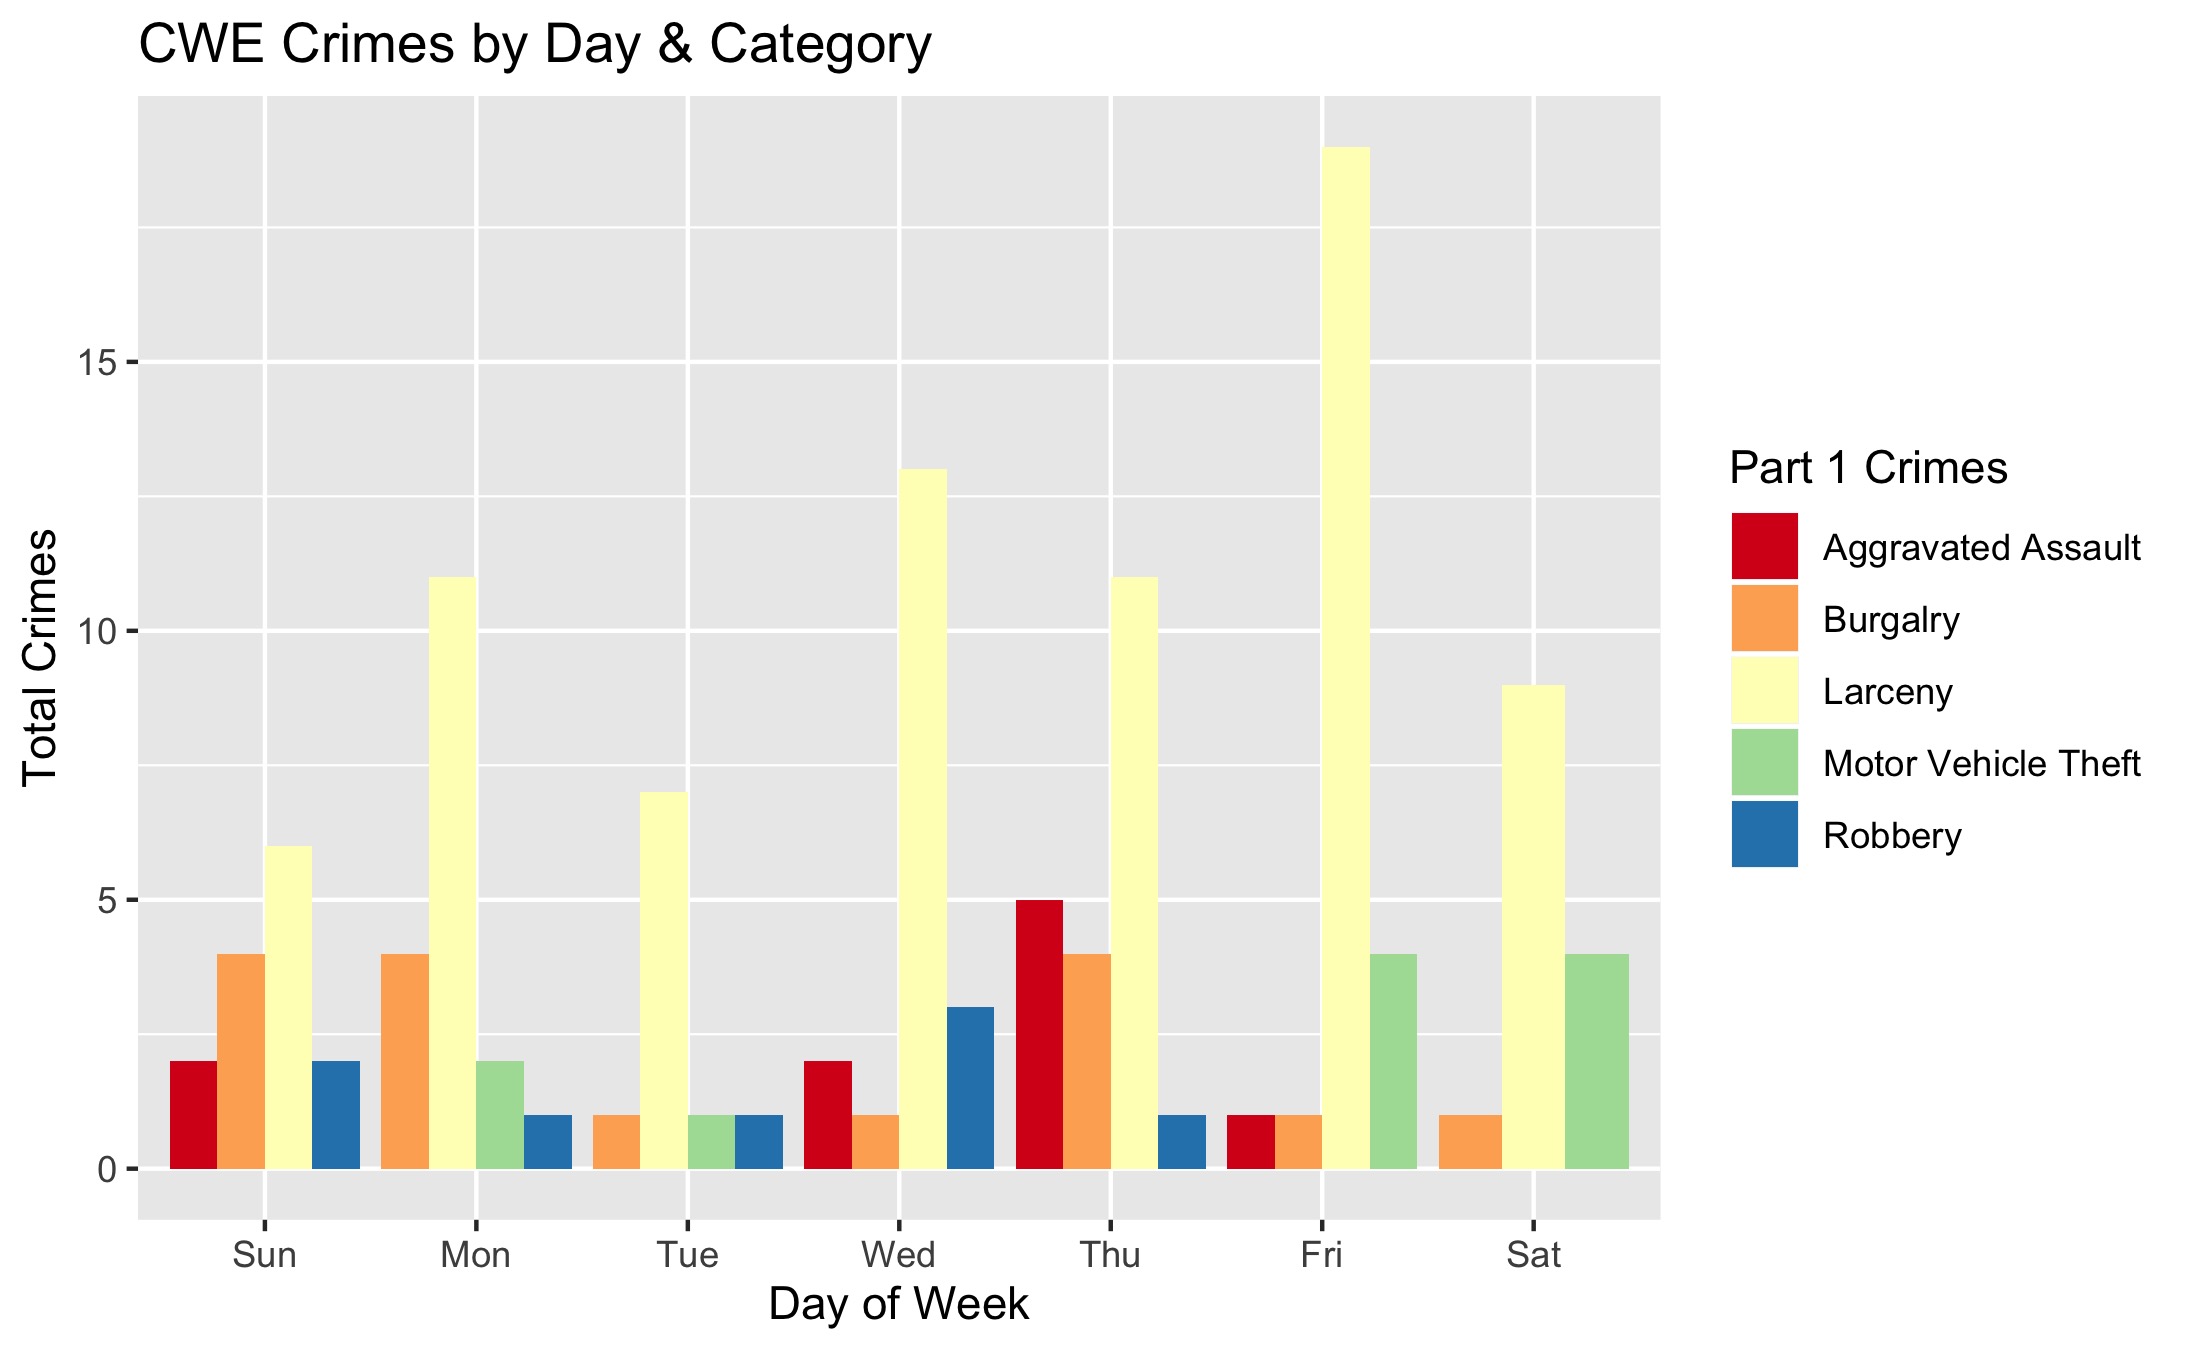 CWE Crimes by Day & Category
Total Crimes
15
10
5
0
Sun Mon Tue Wed Thu Fri Sat
Day of Week
Part 1 Crimes
Aggravated Assault
Burgalry
Larceny
Motor Vehicle Theft
Robbery